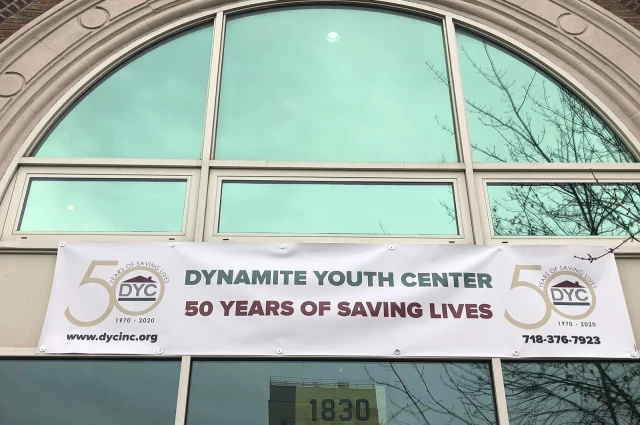 50 YEARS OF SAVING LIVES
DYC
1970 - 2020
www.dycinc.org
DYNAMITE YOUTH CENTER
50 YEARS OF SAVING LIVES
50 YEARS OF SAVING LIVES
DYC
1970 - 2020
718-376-7923
1830